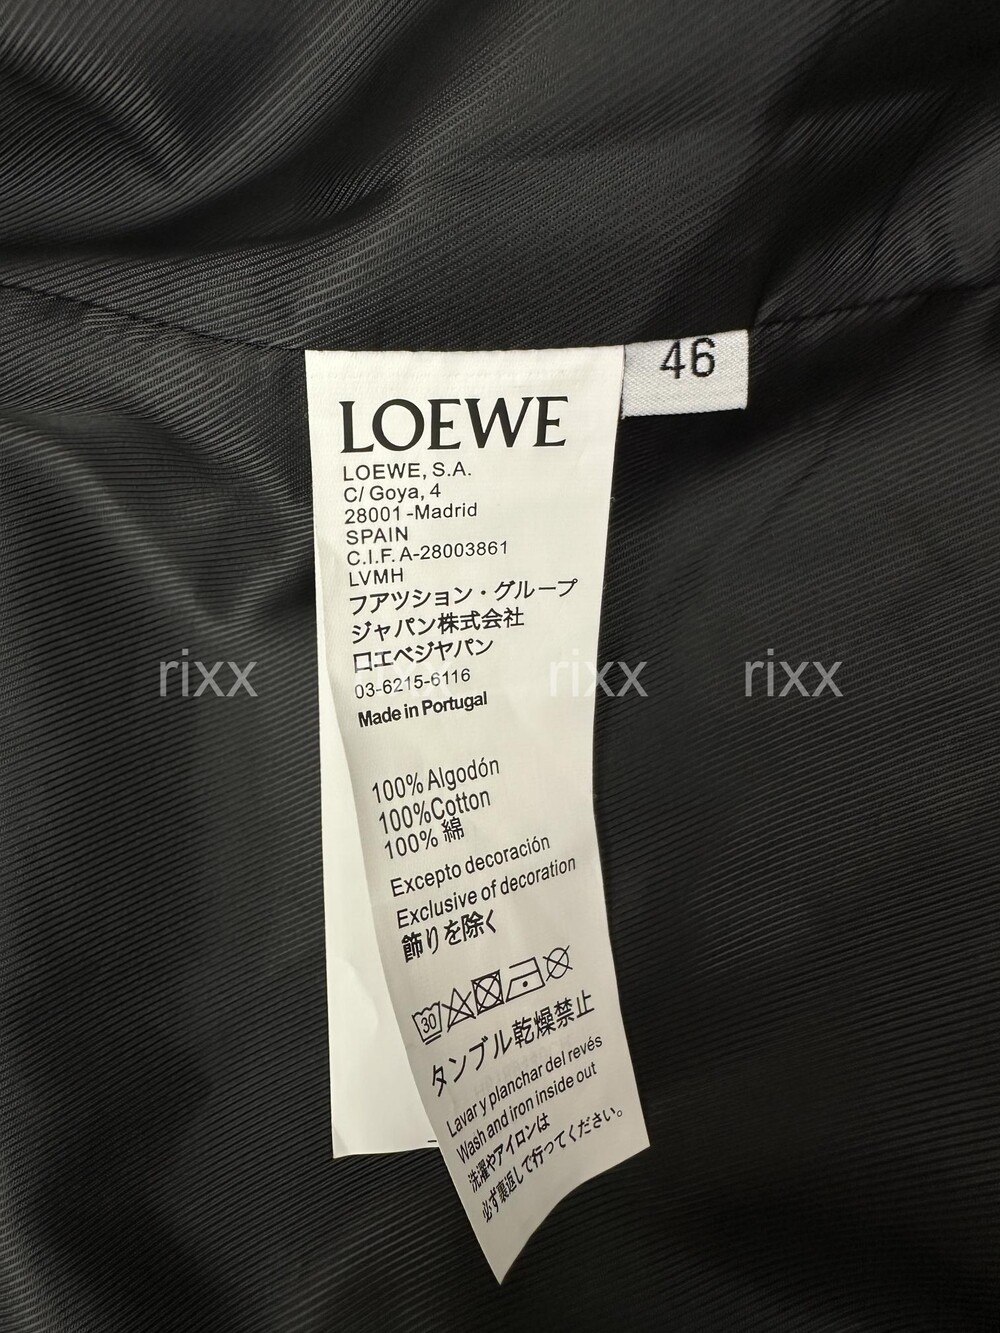 46
LOEWE
LOEWE, S.A.
C/ Goya, 4
28001-Madrid
SPAIN
C.I.F. A-28003861
LVMH
フアツション・グループ
ジャパン株式会社
ロエベジヤパン
03-6215-6116
Made in Portugal
rixx rixx rixx rixx
100% Algodón
100%Cotton
100% 綿
Excepto decoración
Exclusive of decoration
飾りを除く
30
タンブル乾燥禁止
Lavar y planchar del revés
Wash and iron inside out
洗濯やアイロンは
必ず裏返しで行ってください。